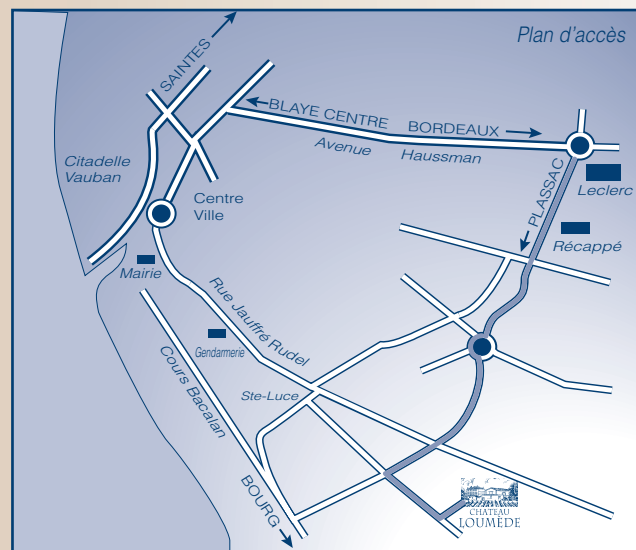 Plan d'accès
SAINTES
BLAYE CENTRE
BORDEAUX
Avenue Haussman
Citadelle
Vauban
Centre
Ville
Leclerc
PLASSAC
Récappé
Mairie
Rue Jauffré Rudel
Gendarmerie
Cours Bacalan
Ste-Luce
BOURG
CHATEAU
LOUMÈDE